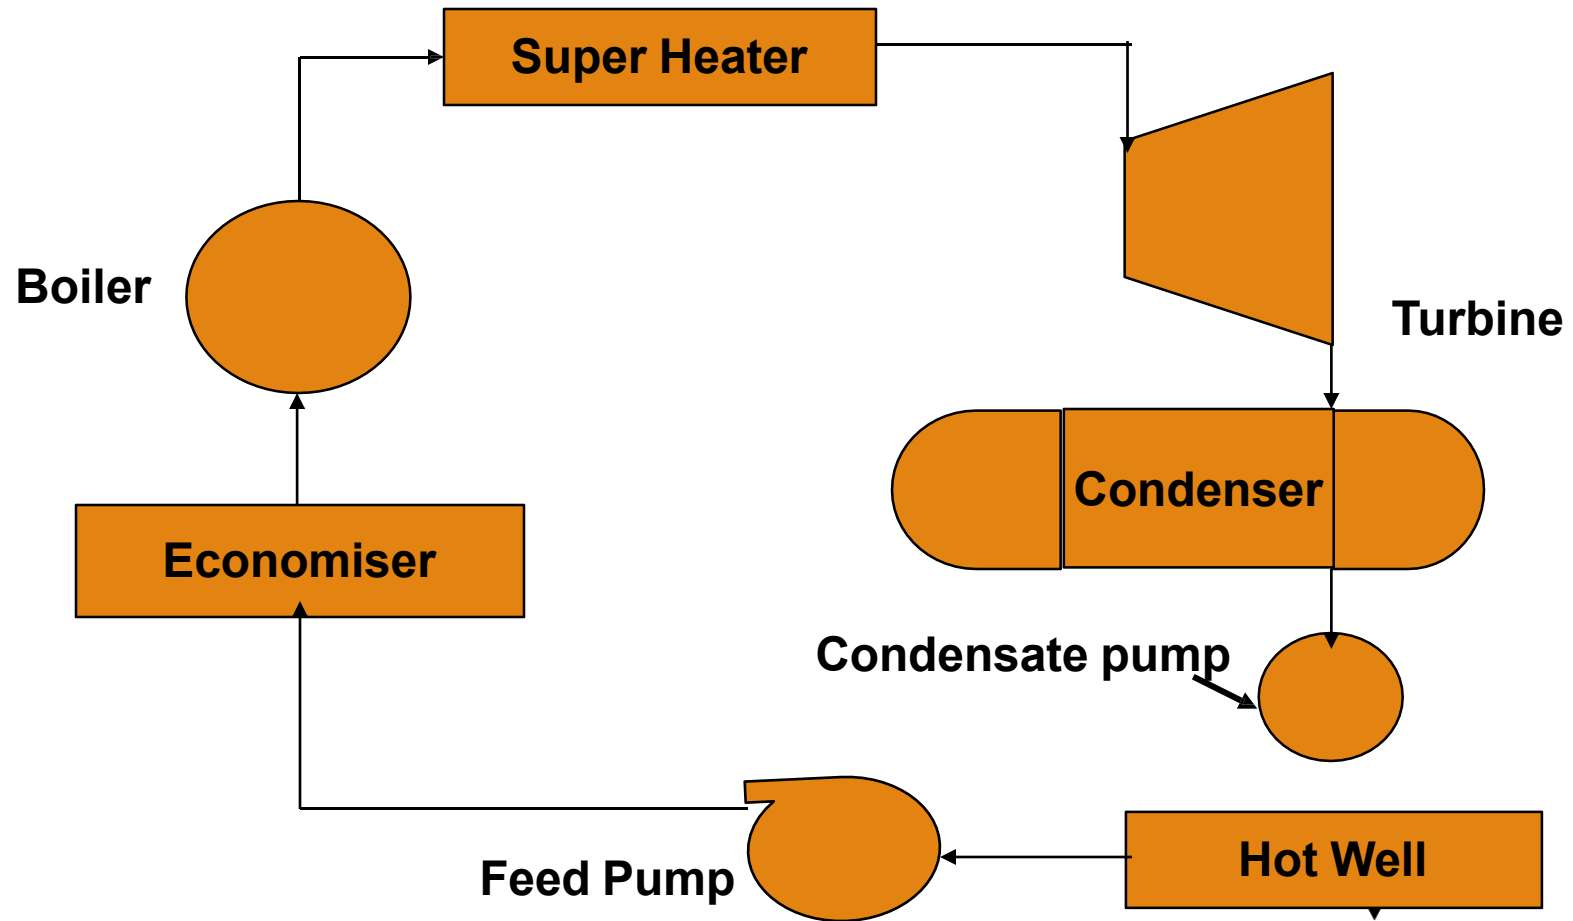 Super Heater
Boiler
Turbine
Condenser
Economiser
Condensate pump
Hot Well
Feed Pump